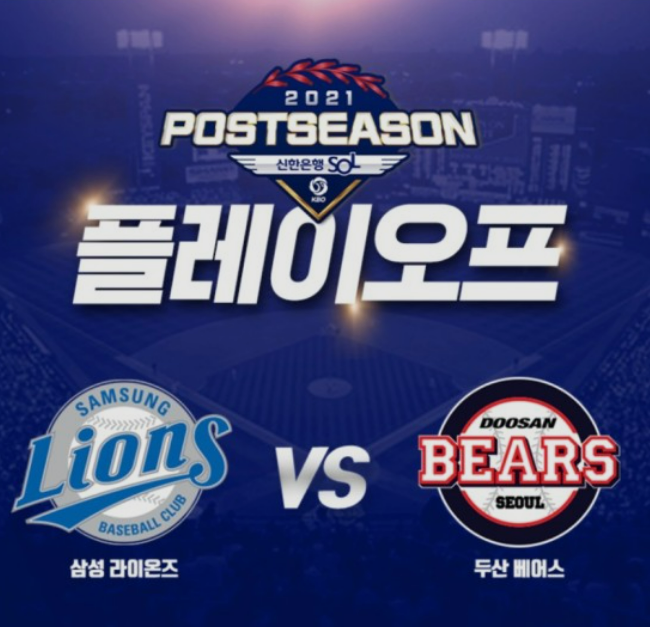 2021
POSTSEASON
신한은행 SOL
KBO
플레이오프
SAMSUNG
Lions
BASEBALL CLUB
VS
DOOSAN
BEARS
SEOUL
삼성 라이온즈
두산 베어스